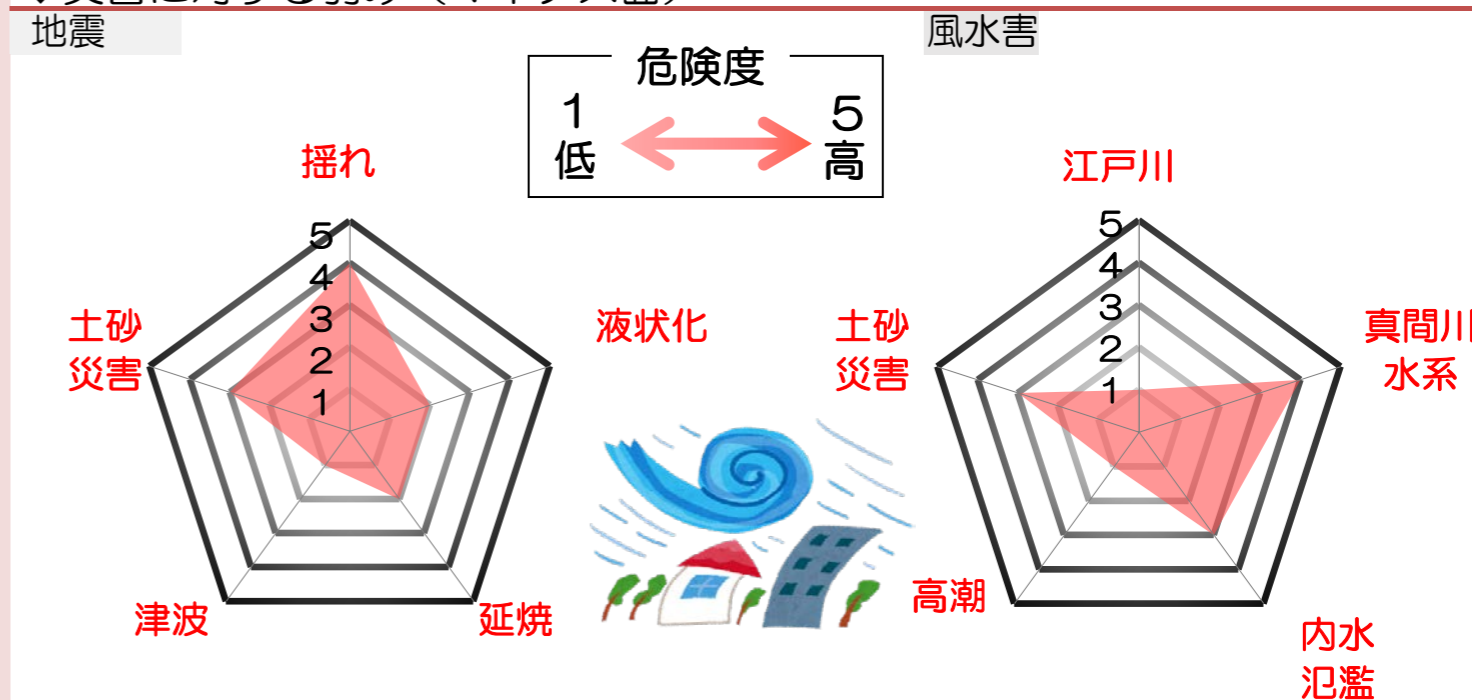 地震
風水害
危険度
1
5
低
高
揺れ
江戸川
5
4
3
2
1
5
4
3
2
1
土砂
災害
液状化
土砂
災害
真間川
水系
津波
延焼
高潮
内水
氾濫